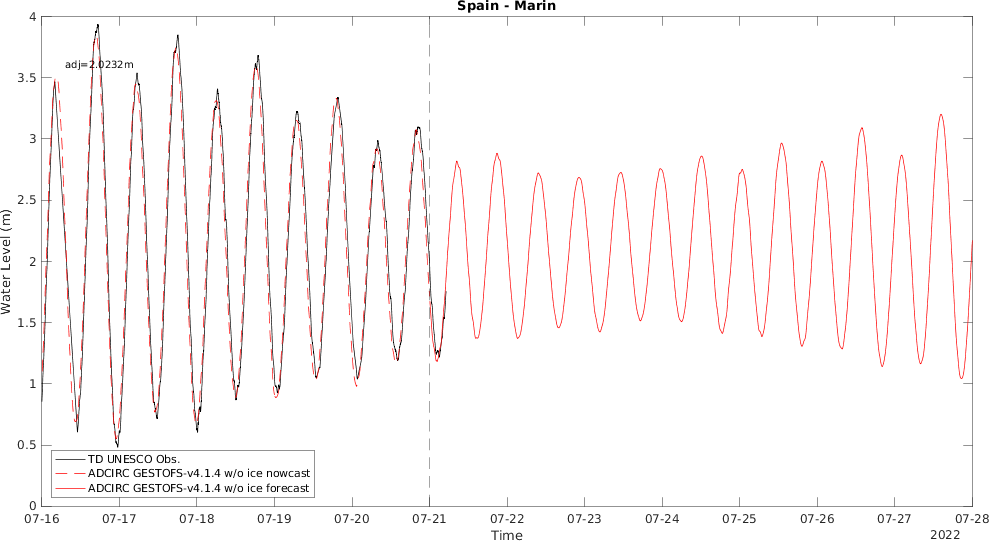 Spain - Marin
4
3.5
3
2.5
2
1.5
1
0.5
0
adj=2.0232m
Water Level (m)
TD UNESCO Obs.
ADCIRC GESTOFS-v4.1.4 w/o ice nowcast
ADCIRC GESTOFS-v4.1.4 w/o ice forecast
07-16 07-17 07-18 07-19 07-20 07-21 07-22 07-23 07-24 07-25 07-26 07-27 07-28
Time
2022